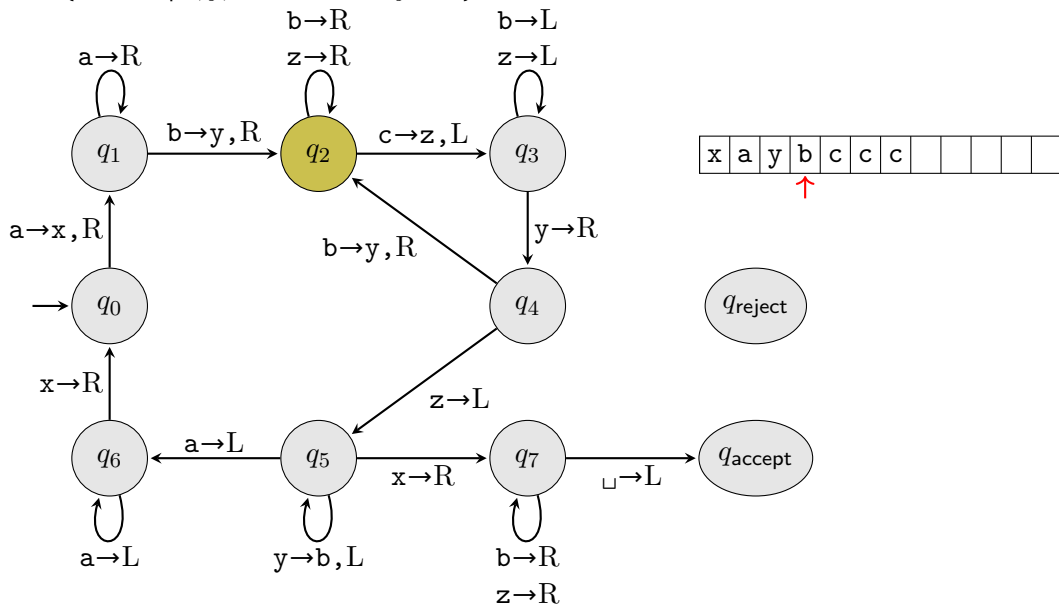 b→R
z→R
b→L
z→L
a→R
q1
b→y,R
q2
c→z,L
q3
x a y b c c c
a→x,R
b→y,R
y→R
q0
q4
qreject
x→R
z→L
q6
a→L
q5
x→R
q7
␣→L
qaccept
a→L
y→b,L
b→R
z→R